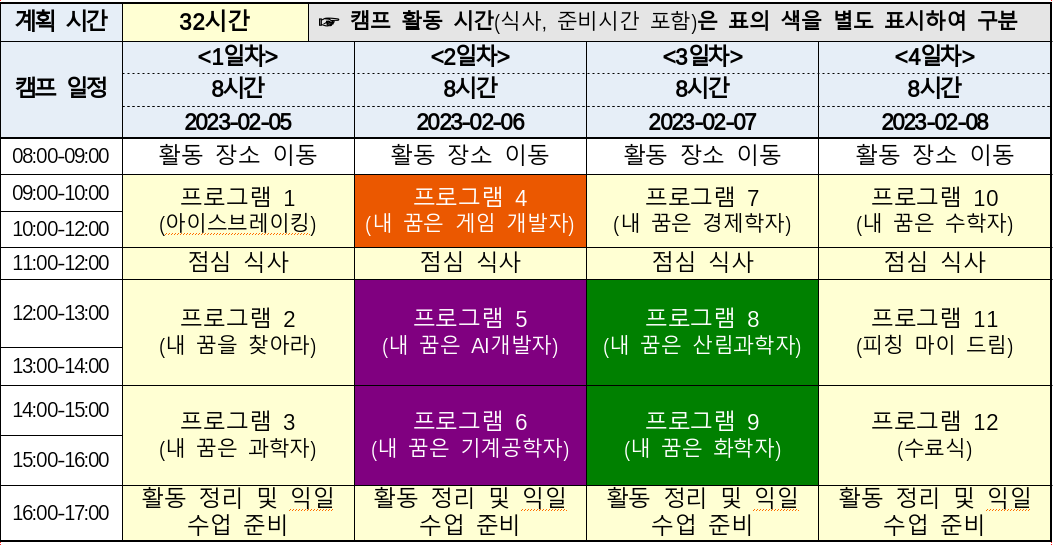 계획 시간 32시간 ☞ 캠프 활동 시간(식사, 준비시간 포함)은 표의 색을 별도 표시하여 구분
캠프 일정 <1일차> <2일차> <3일차> <4일차>
8시간 8시간 8시간 8시간
2023-02-05 2023-02-06 2023-02-07 2023-02-08
08:00-09:00 활동 장소 이동 활동 장소 이동 활동 장소 이동 활동 장소 이동
09:00-10:00 프로그램 1 프로그램 4 프로그램 7 프로그램 10
10:00-12:00 (아이스브레이킹) (내 꿈은 게임 개발자) (내 꿈은 경제학자) (내 꿈은 수학자)
11:00-12:00 점심 식사 점심 식사 점심 식사 점심 식사
12:00-13:00 프로그램 2 프로그램 5 프로그램 8 프로그램 11
13:00-14:00 (내 꿈을 찾아라) (내 꿈은 AI개발자) (내 꿈은 산림과학자) (피칭 마이 드림)
14:00-15:00 프로그램 3 프로그램 6 프로그램 9 프로그램 12
15:00-16:00 (내 꿈은 과학자) (내 꿈은 기계공학자) (내 꿈은 화학자) (수료식)
16:00-17:00 활동 정리 및 익일 활동 정리 및 익일 활동 정리 및 익일 활동 정리 및 익일
수업 준비 수업 준비 수업 준비 수업 준비